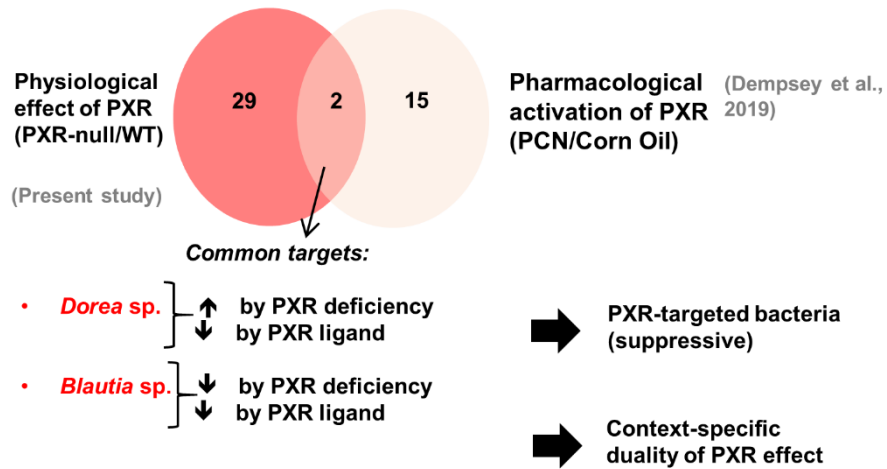 Physiological
effect of PXR
(PXR-null/WT)
(Present study)
29
2
15
Pharmacological
activation of PXR
(PCN/Corn Oil)
(Dempsey et al.,
2019)
Common targets:
• Dorea sp.
↑ by PXR deficiency
↓ by PXR ligand
PXR-targeted bacteria
(suppressive)
• Blautia sp.
↓ by PXR deficiency
↓ by PXR ligand
Context-specific
duality of PXR effect